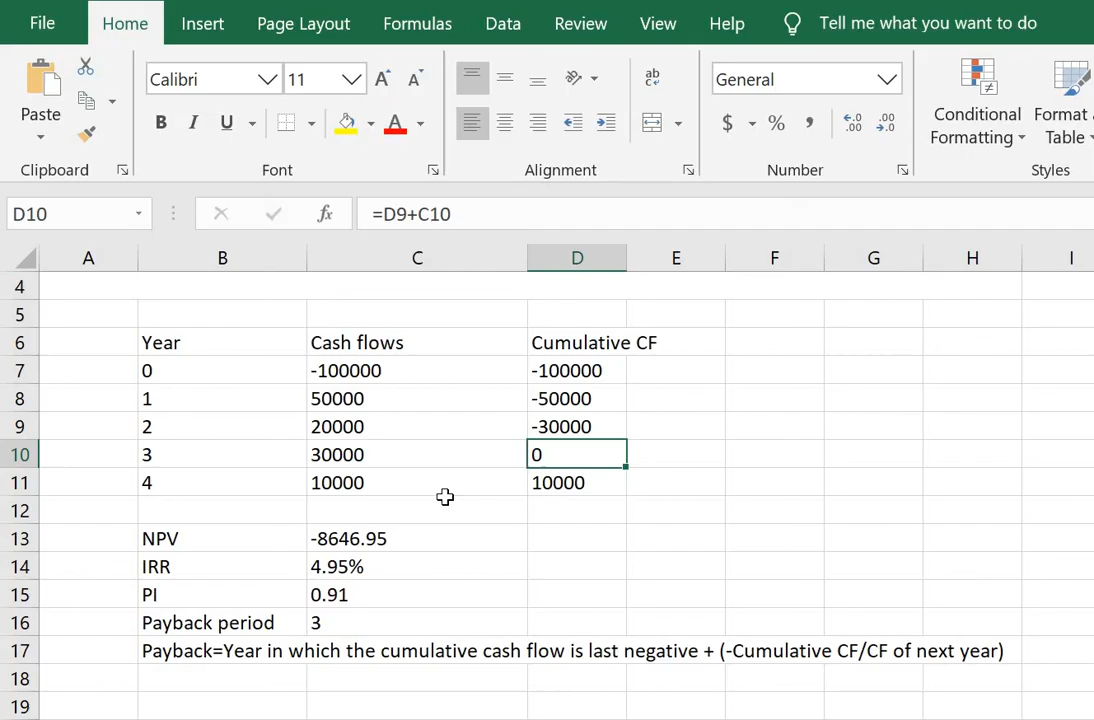 File Home Insert Page Layout Formulas Data Review View Help Tell me what you want to do
Calibri 11 A A ab General
Paste B I U A $ % , Conditional Format
Formatting Table
Clipboard Font Alignment Number Styles
D10 fx =D9+C10
A B C D E F G H I
4
5
6 Year Cash flows Cumulative CF
7 0 -100000 -100000
8 1 50000 -50000
9 2 20000 -30000
10 3 30000 0
11 4 10000 10000
12
13 NPV -8646.95
14 IRR 4.95%
15 PI 0.91
16 Payback period 3
17 Payback=Year in which the cumulative cash flow is last negative + (-Cumulative CF/CF of next year)
18
19